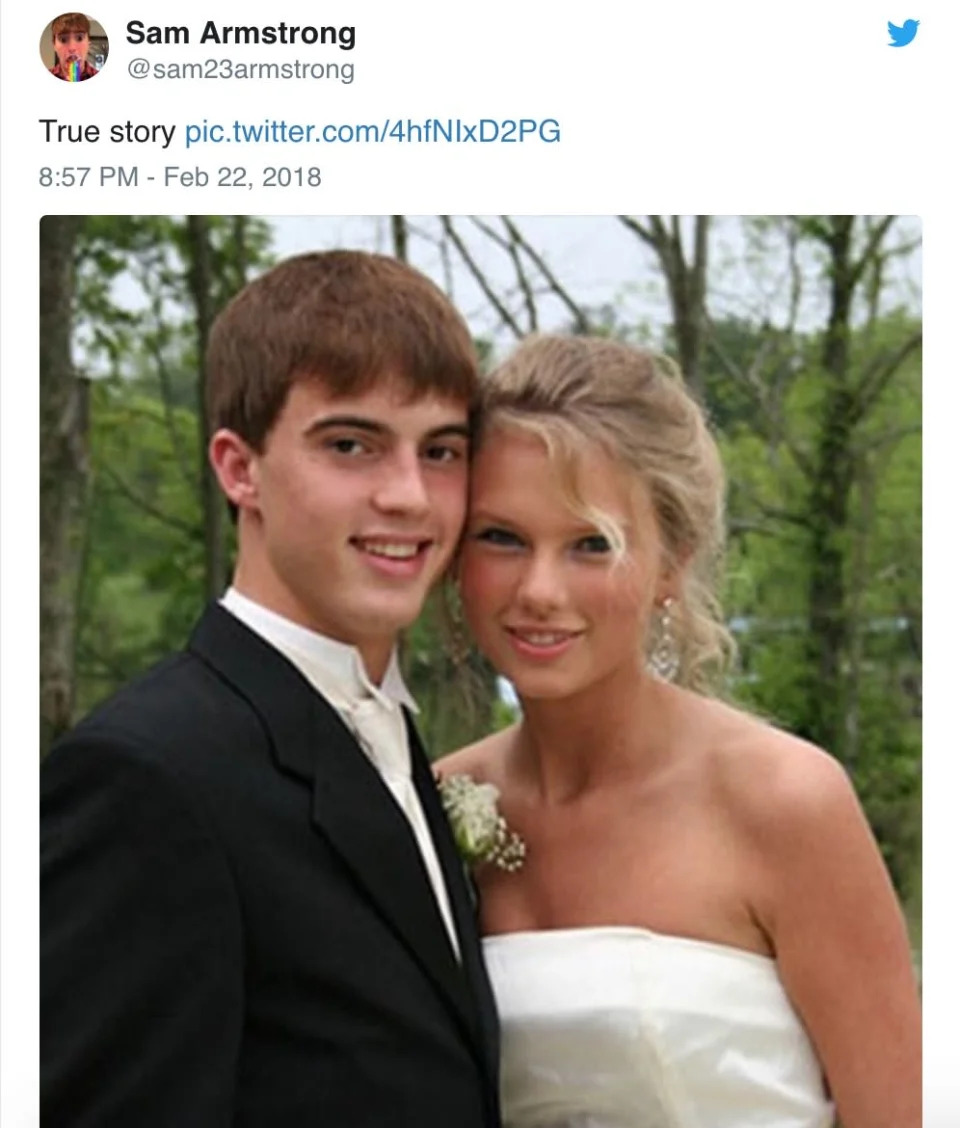 Sam Armstrong
@sam23armstrong
True story pic.twitter.com/4hfNIxD2PG
8:57 PM - Feb 22, 2018